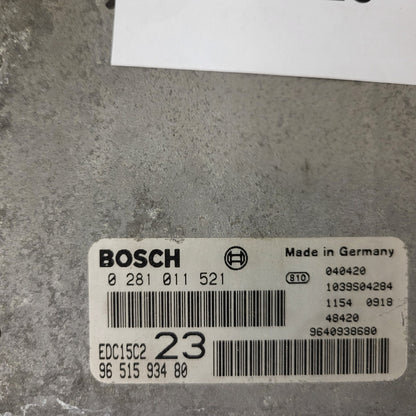 BOSCH
Made in Germany
0 281 011 521
810
040420
1039S04284
1154 0918
48420
9640938680
EDC15C2 23
96 515 934 80